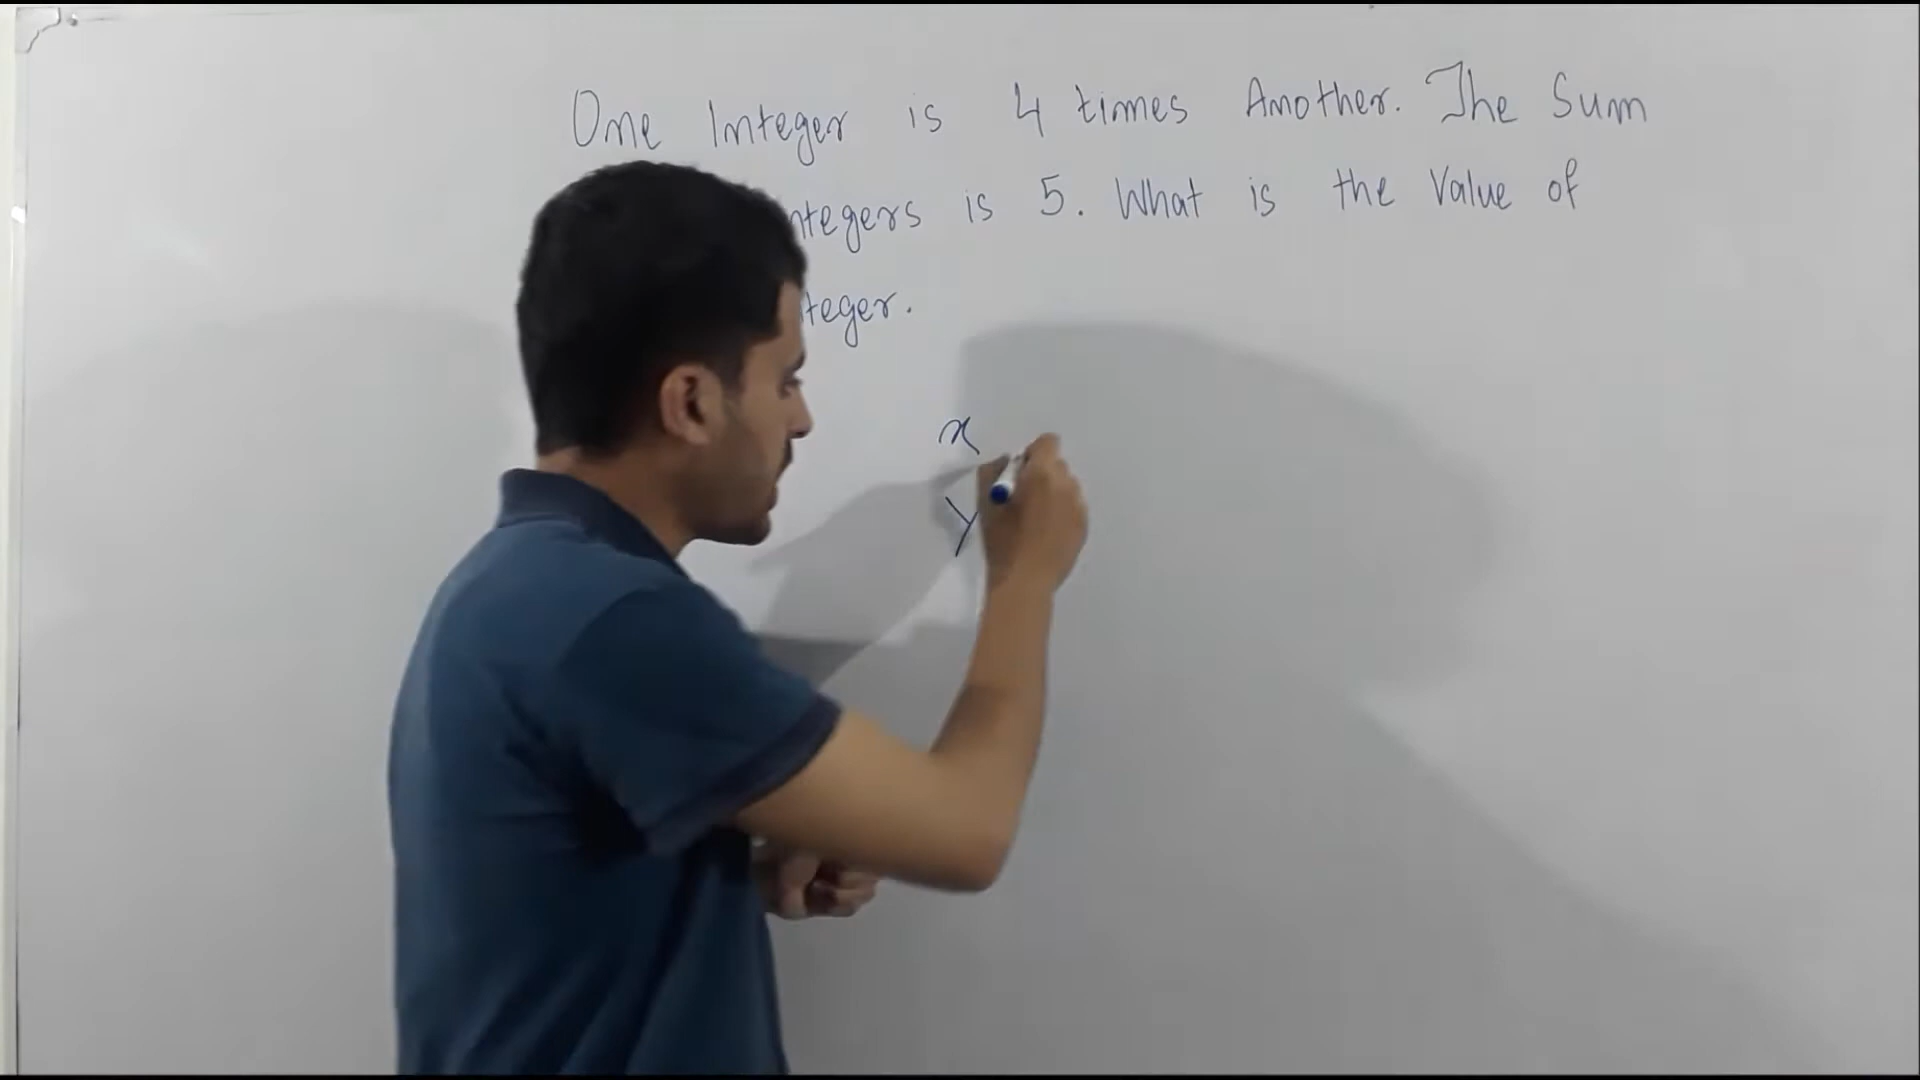 One Integer is 4 times Another. The Sum
ntegers is 5. What is the Value of
teger.
x
y